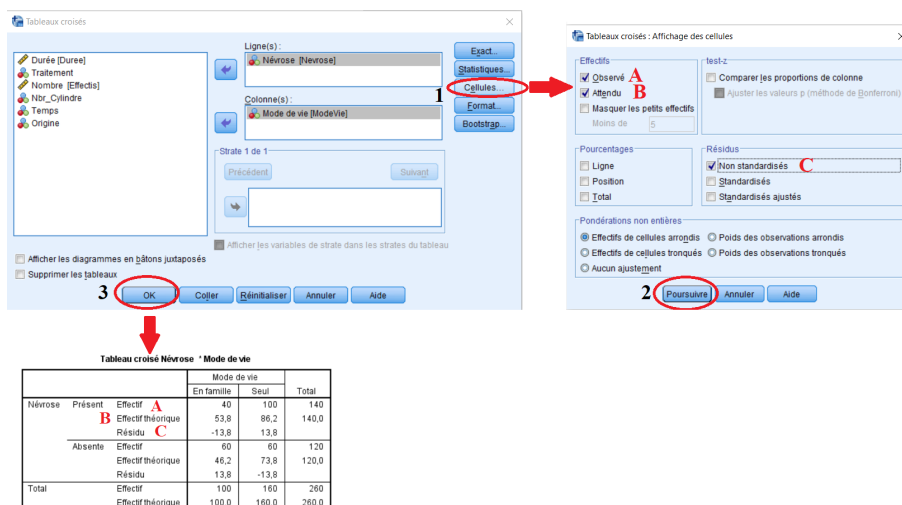 Tableaux croisés
Durée [Duree]
Traitement
Nombre [Effectis]
Nbr_Cylindre
Temps
Origine
Ligne(s) :
Névrose [Nevrose]
Colonne(s) :
Mode de vie [ModeVie]
Exact...
Statistiques...
1 Cellules...
Format...
Bootstrap...
Strate 1 de 1
Précédent Suivant
Afficher les variables de strate dans les strates du tableau
Afficher les diagrammes en bâtons juxtaposés
Supprimer les tableaux
3 OK Coller Réinitialiser Annuler Aide
Tableaux croisés : Affichage des cellules
Effectifs
Observé A
Attendu B
Masquer les petits effectifs
Moins de 5
test-z
Comparer les proportions de colonne
Ajuster les valeurs p (méthode de Bonferroni)
Pourcentages
Ligne
Position
Total
Résidus
Non standardisés C
Standardisés
Standardisés ajustés
Pondérations non entières
Effectifs de cellules arrondis Poids des observations arrondis
Effectifs de cellules tronqués Poids des observations tronqués
Aucun ajustement
2 Poursuivre Annuler Aide
Tableau croisé Névrose * Mode de vie
Mode de vie
En famille Seul Total
Névrose Présent Effectif A 40 100 140
B Effectif théorique 53,8 86,2 140,0
Résidu C -13,8 13,8
Absente Effectif 60 60 120
Effectif théorique 46,2 73,8 120,0
Résidu 13,8 -13,8
Total Effectif 100 160 260
Effectif théorique 100,0 160,0 260,0